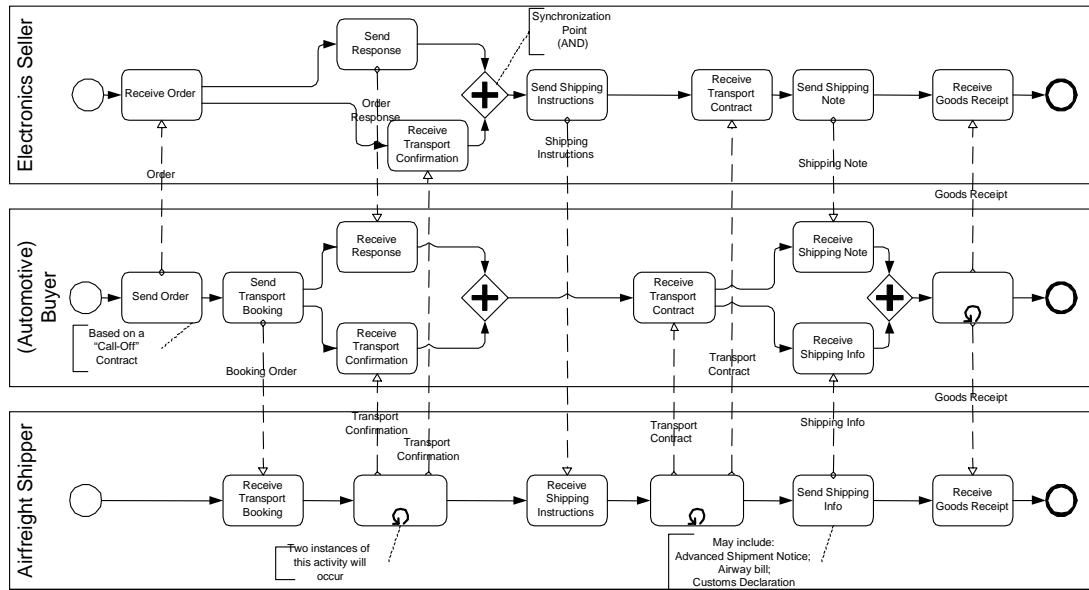 Electronics Seller
Receive Order
Send
Response
Order
Response
Receive
Transport
Confirmation
Synchronization
Point
(AND)
Send Shipping
Instructions
Shipping
Instructions
Receive
Transport
Contract
Send Shipping
Note
Shipping Note
Receive
Goods Receipt
Order
Goods Receipt
(Automotive)
Buyer
Send Order
Based on a
“Call-Off”
Contract
Send
Transport
Booking
Booking Order
Receive
Response
Receive
Transport
Confirmation
Receive
Transport
Contract
Transport
Contract
Receive
Shipping Note
Receive
Shipping Info
Goods Receipt
Airfreight Shipper
Receive
Transport
Booking
Transport
Confirmation
Transport
Confirmation
Two instances of
this activity will
occur
Receive
Shipping
Instructions
Transport
Contract
Shipping Info
Send Shipping
Info
May include:
Advanced Shipment Notice;
Airway bill;
Customs Declaration
Receive
Goods Receipt